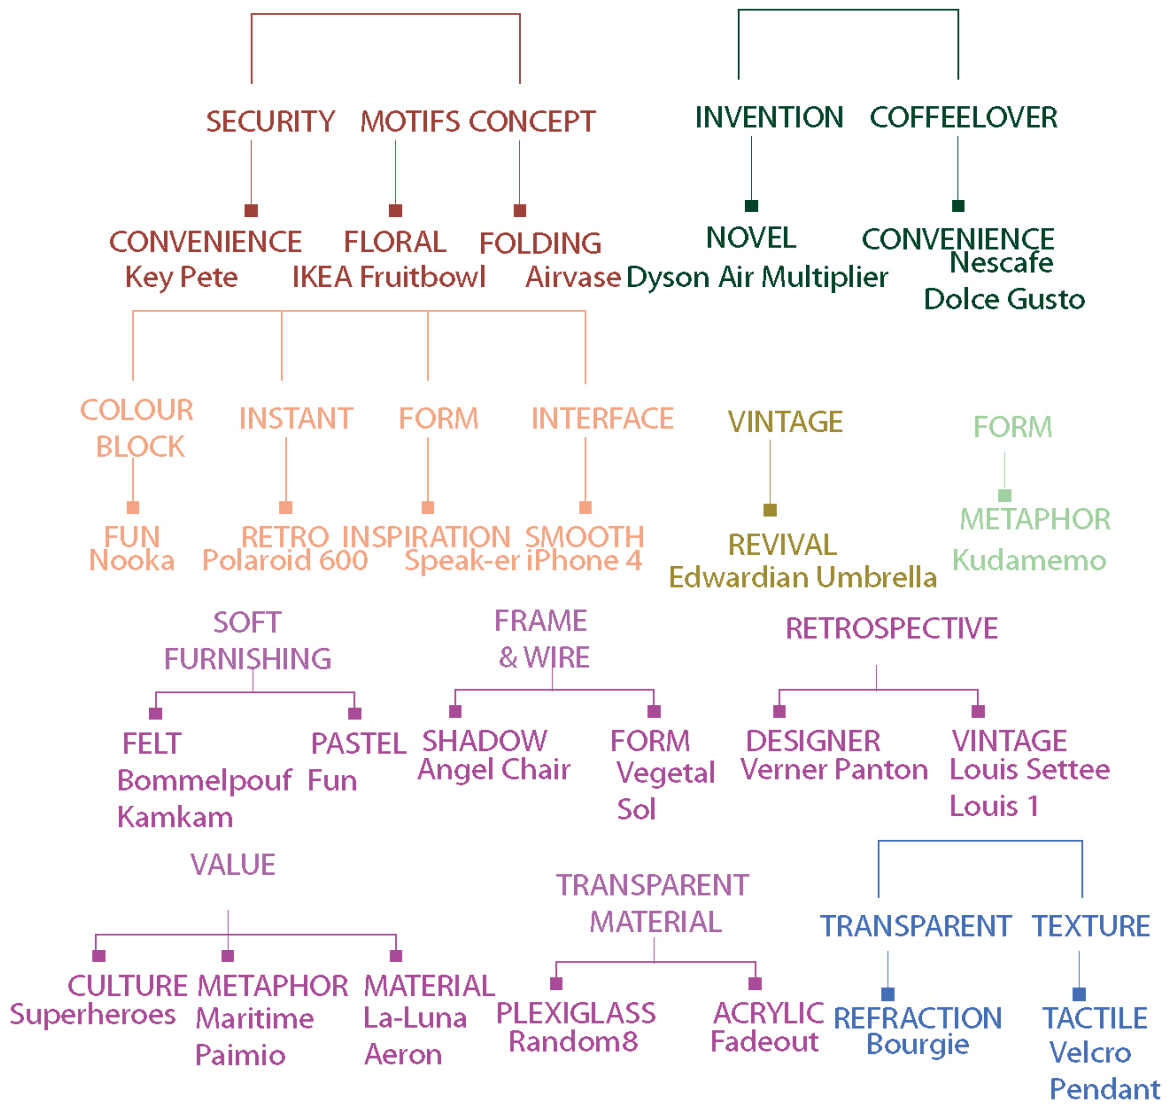 SECURITY MOTIFS CONCEPT
CONVENIENCE FLORAL FOLDING
Key Pete IKEA Fruitbowl Airvase
INVENTION COFFEELOVER
NOVEL CONVENIENCE
Dyson Air Multiplier Nescafe
Dolce Gusto
COLOUR
BLOCK INSTANT FORM INTERFACE
FUN RETRO INSPIRATION SMOOTH
Nooka Polaroid 600 Speak-er iPhone 4
VINTAGE
REVIVAL
Edwardian Umbrella
FORM
METAPHOR
Kudamemo
SOFT
FURNISHING
FELT PASTEL
Bommelpouf Fun
Kamkam
FRAME
& WIRE
SHADOW FORM
Angel Chair Vegetal
Sol
RETROSPECTIVE
DESIGNER VINTAGE
Verner Panton Louis Settee
Louis 1
VALUE
CULTURE METAPHOR MATERIAL
Superheroes Maritime La-Luna
Paimio Aeron
TRANSPARENT
MATERIAL
PLEXIGLASS ACRYLIC
Random8 Fadeout
TRANSPARENT TEXTURE
REFRACTION TACTILE
Bourgie Velcro
Pendant